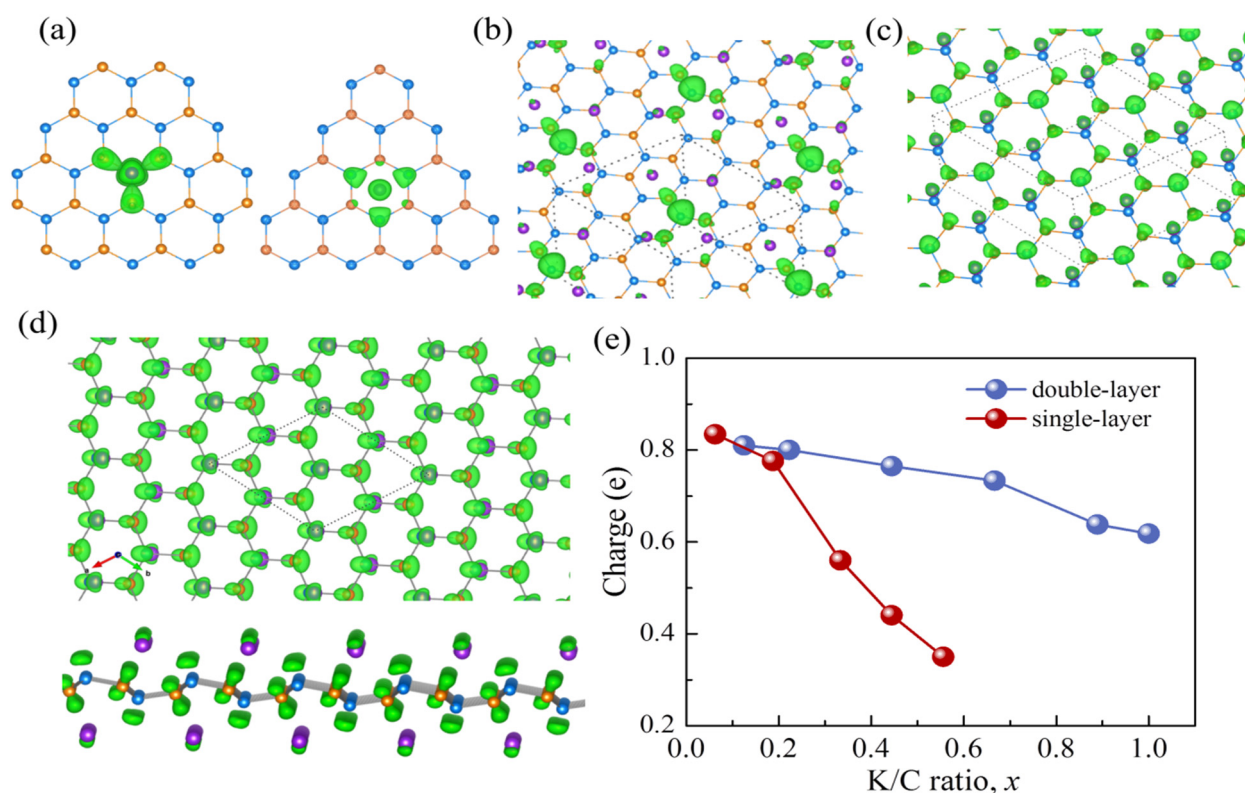 (a)
(b)
(c)
(d)
a
b
(e)
1.0
0.8
0.6
0.4
0.2
Charge (e)
double-layer
single-layer
0.0 0.2 0.4 0.6 0.8 1.0
K/C ratio, x